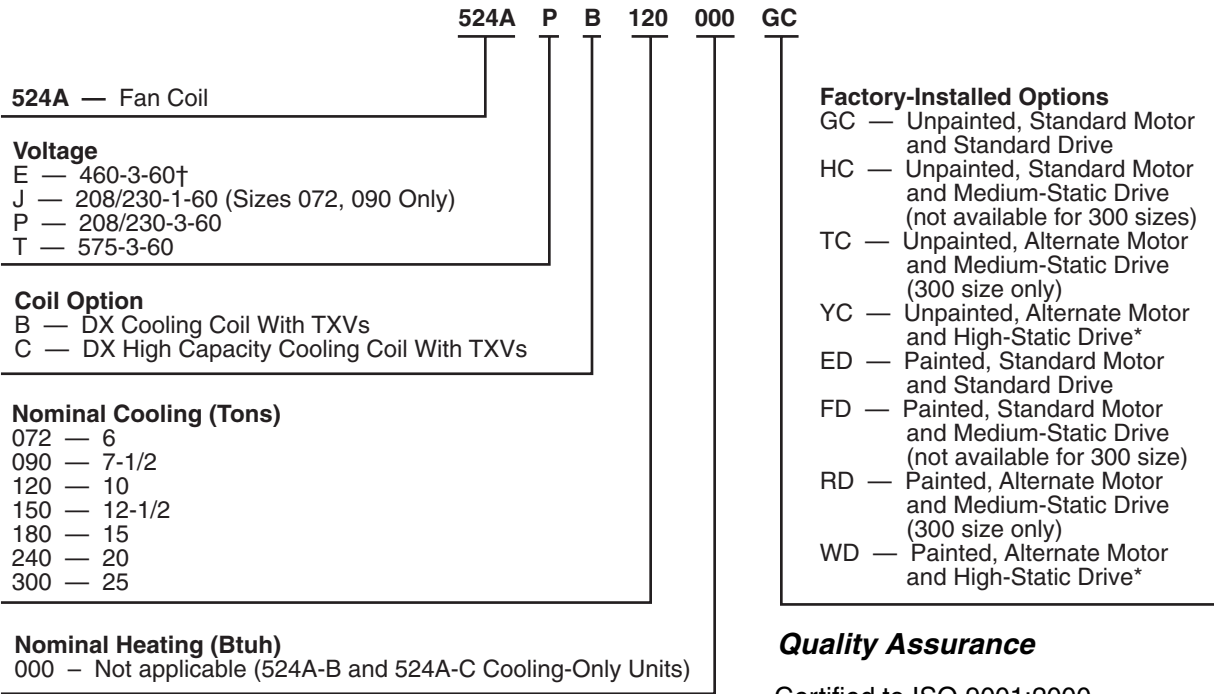 524A P B 120 000 GC
524A — Fan Coil
Voltage
E — 460-3-60†
J — 208/230-1-60 (Sizes 072, 090 Only)
P — 208/230-3-60
T — 575-3-60
Coil Option
B — DX Cooling Coil With TXVs
C — DX High Capacity Cooling Coil With TXVs
Nominal Cooling (Tons)
072 — 6
090 — 7-1/2
120 — 10
150 — 12-1/2
180 — 15
240 — 20
300 — 25
Nominal Heating (Btuh)
000 – Not applicable (524A-B and 524A-C Cooling-Only Units)
Factory-Installed Options
GC — Unpainted, Standard Motor
and Standard Drive
HC — Unpainted, Standard Motor
and Medium-Static Drive
(not available for 300 sizes)
TC — Unpainted, Alternate Motor
and Medium-Static Drive
(300 size only)
YC — Unpainted, Alternate Motor
and High-Static Drive*
ED — Painted, Standard Motor
and Standard Drive
FD — Painted, Standard Motor
and Medium-Static Drive
(not available for 300 size)
RD — Painted, Alternate Motor
and Medium-Static Drive
(300 size only)
WD — Painted, Alternate Motor
and High-Static Drive*
Quality Assurance
Certified to ISO 9001:2000